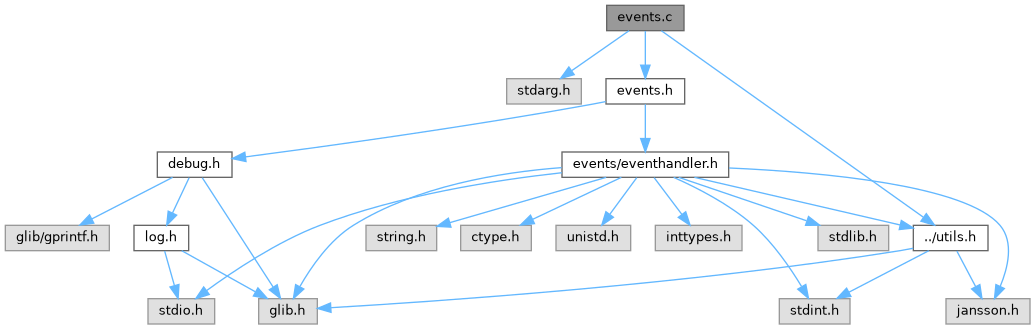 events.c
stdarg.h
events.h
debug.h
events/eventhandler.h
glib/gprintf.h
log.h
string.h
ctype.h
unistd.h
inttypes.h
stdlib.h
../utils.h
stdio.h
glib.h
stdint.h
jansson.h